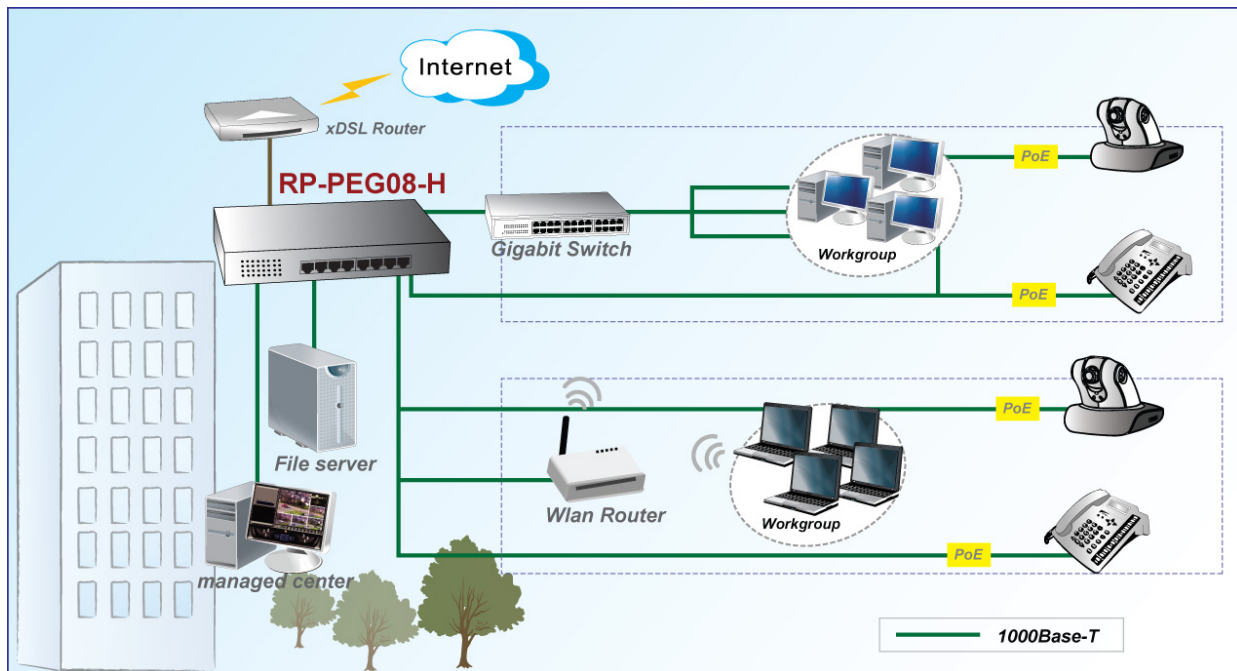 Internet
xDSL Router
RP-PEG08-H
Gigabit Switch
Workgroup
PoE
PoE
File server
managed center
Wlan Router
Workgroup
PoE
PoE
1000Base-T